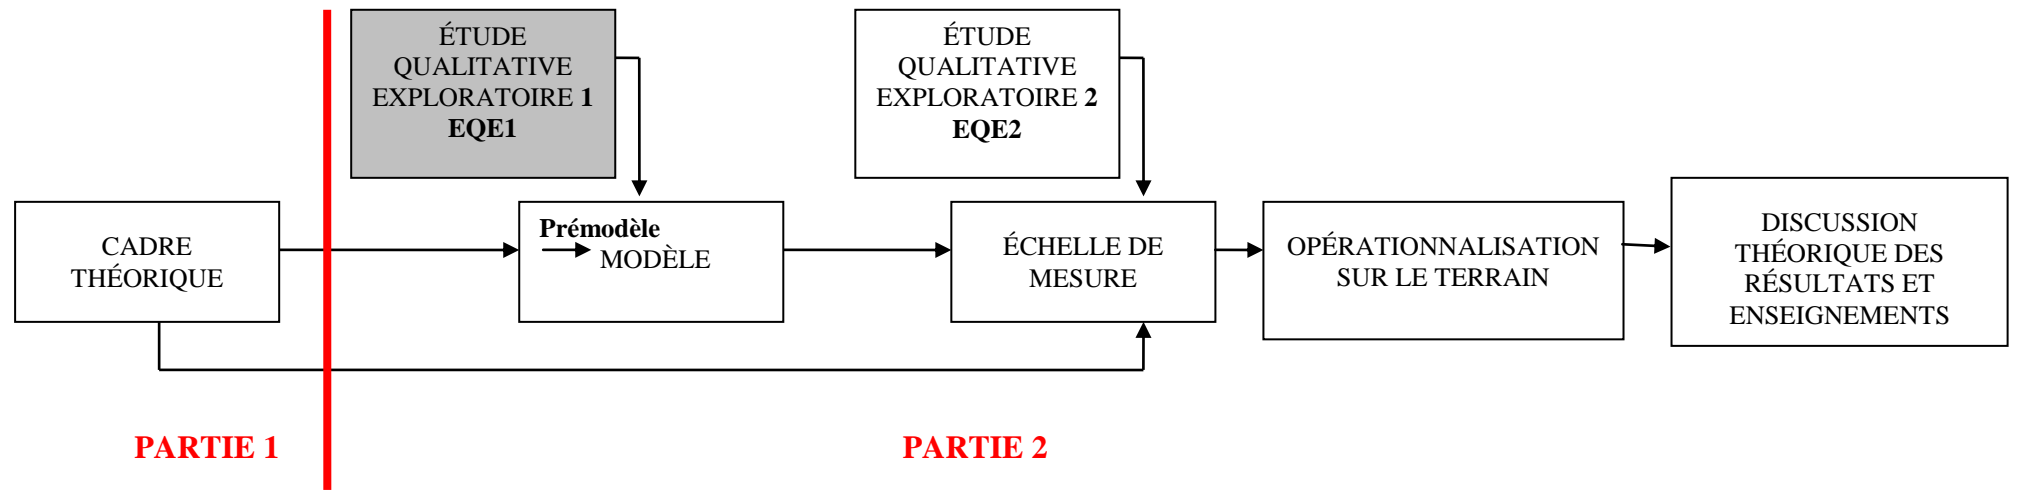 ÉTUDE
QUALITATIVE
EXPLORATOIRE 1
EQE1
ÉTUDE
QUALITATIVE
EXPLORATOIRE 2
EQE2
CADRE
THÉORIQUE
Prémodèle
MODÈLE
ÉCHELLE DE
MESURE
OPÉRATIONNALISATION
SUR LE TERRAIN
DISCUSSION
THÉORIQUE DES
RÉSULTATS ET
ENSEIGNEMENTS
PARTIE 1
PARTIE 2